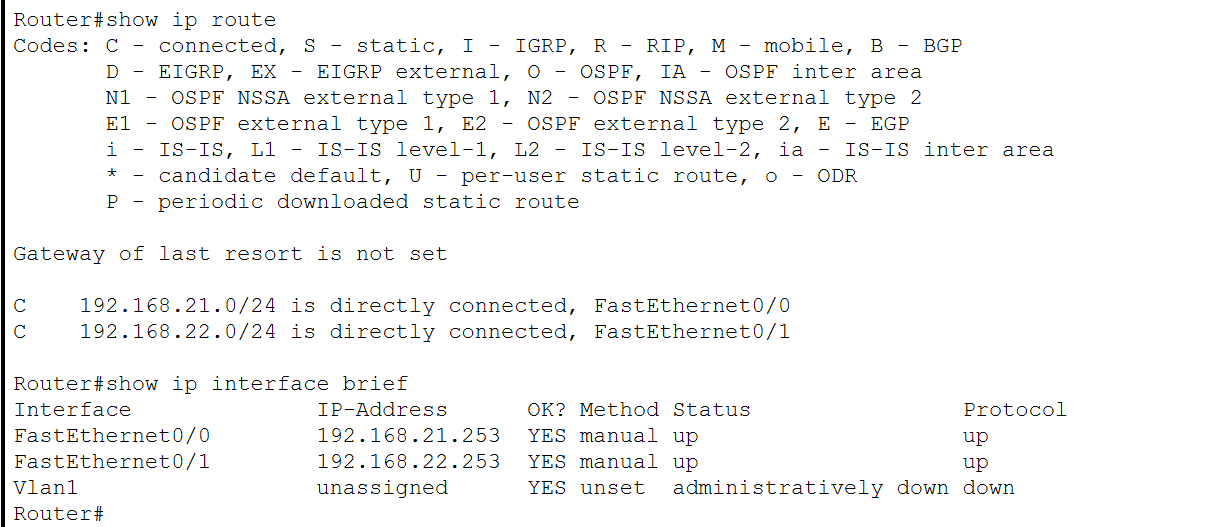 Router#show ip route
Codes: C - connected, S - static, I - IGRP, R - RIP, M - mobile, B - BGP
       D - EIGRP, EX - EIGRP external, O - OSPF, IA - OSPF inter area
       N1 - OSPF NSSA external type 1, N2 - OSPF NSSA external type 2
       E1 - OSPF external type 1, E2 - OSPF external type 2, E - EGP
       i - IS-IS, L1 - IS-IS level-1, L2 - IS-IS level-2, ia - IS-IS inter area
       * - candidate default, U - per-user static route, o - ODR
       P - periodic downloaded static route

Gateway of last resort is not set

C    192.168.21.0/24 is directly connected, FastEthernet0/0
C    192.168.22.0/24 is directly connected, FastEthernet0/1

Router#show ip interface brief
Interface              IP-Address      OK? Method Status                Protocol
FastEthernet0/0        192.168.21.253  YES manual up                    up
FastEthernet0/1        192.168.22.253  YES manual up                    up
Vlan1                  unassigned      YES unset  administratively down down
Router#